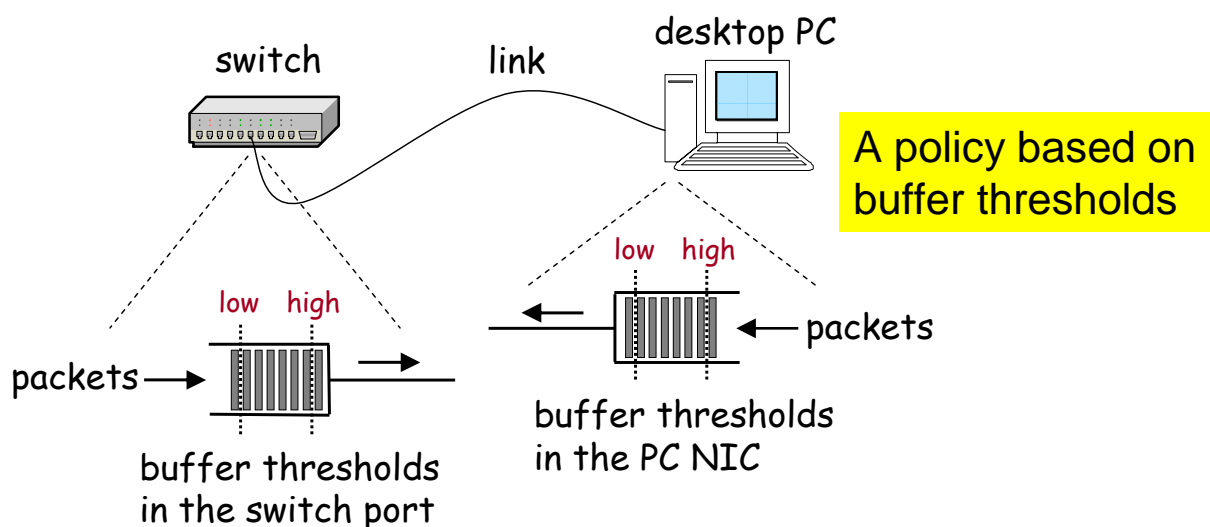 desktop PC
switch
link
A policy based on
buffer thresholds
low high
low high
packets
packets
buffer thresholds
in the PC NIC
buffer thresholds
in the switch port